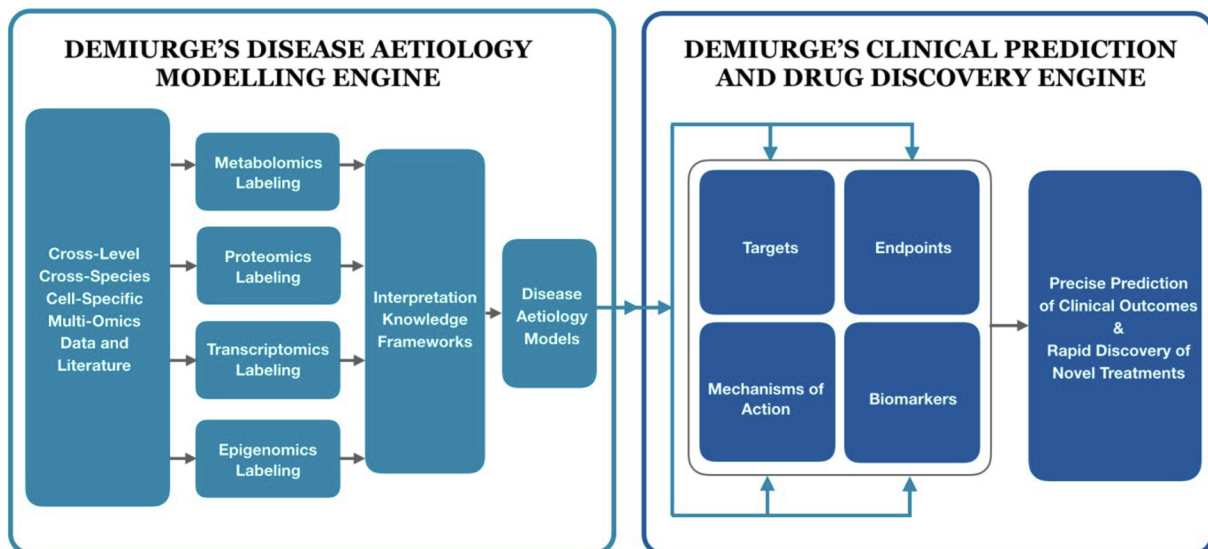 DEMIURGE'S DISEASE AETIOLOGY
MODELLING ENGINE
Cross-Level
Cross-Species
Cell-Specific
Multi-Omics
Data and
Literature
Metabolomics
Labeling
Proteomics
Labeling
Transcriptomics
Labeling
Epigenomics
Labeling
Interpretation
Knowledge
Frameworks
Disease
Aetiology
Models
DEMIURGE'S CLINICAL PREDICTION
AND DRUG DISCOVERY ENGINE
Targets
Endpoints
Mechanisms of
Action
Biomarkers
Precise Prediction
of Clinical Outcomes
&
Rapid Discovery of
Novel Treatments